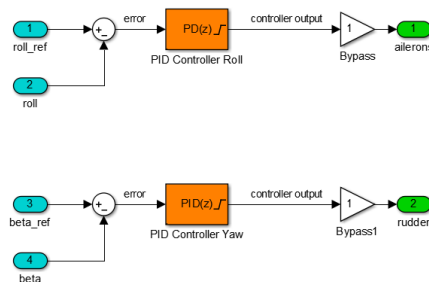 1
roll_ref
+
−
error
PD(z)
PID Controller Roll
controller output
1
Bypass
1
ailerons
2
roll
3
beta_ref
+
−
error
PID(z)
PID Controller Yaw
controller output
1
Bypass1
2
rudder
4
beta